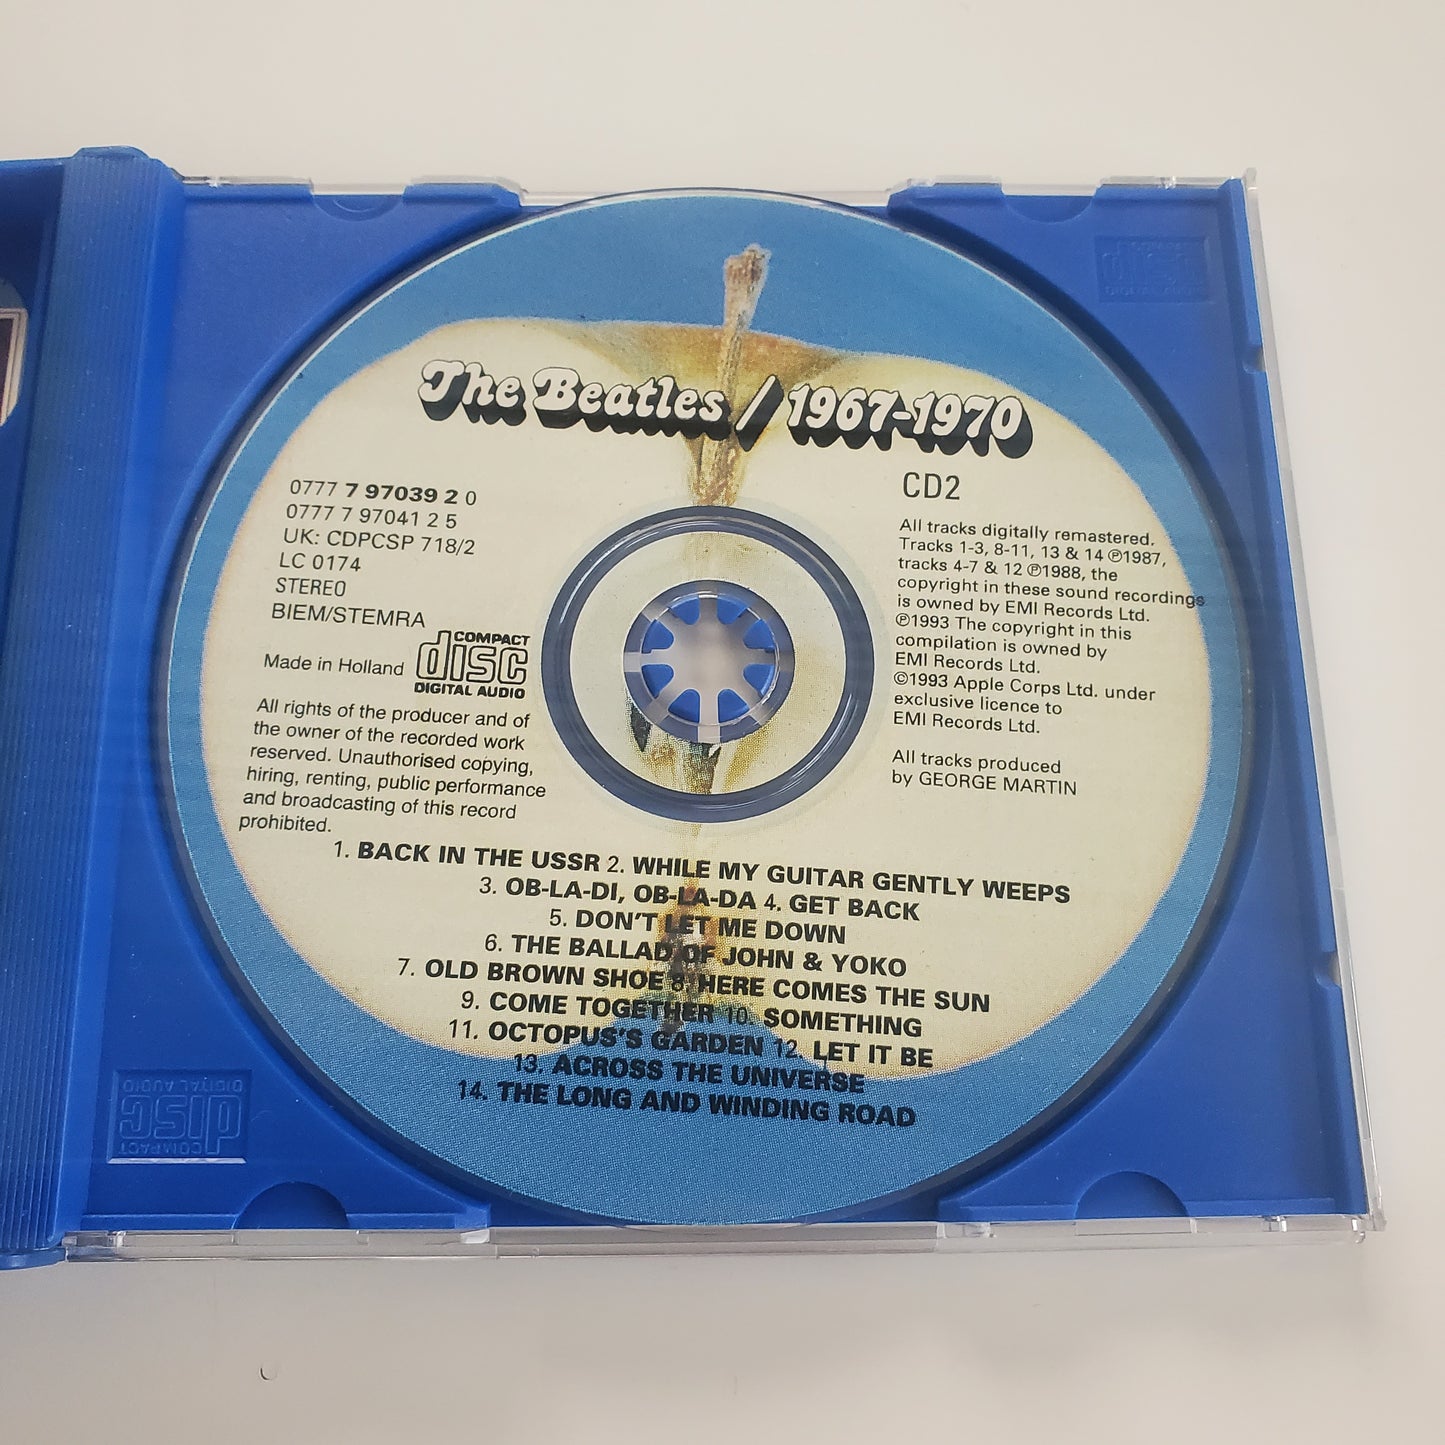 The Beatles / 1967-1970
CD2
0777 7 97039 2 0
0777 7 97041 2 5
UK: CDPCSP 718/2
LC 0174
STEREO
BIEM/STEMRA
Made in Holland
COMPACT
disc
DIGITAL AUDIO
All rights of the producer and of
the owner of the recorded work
reserved. Unauthorised copying,
hiring, renting, public performance
and broadcasting of this record
prohibited.
All tracks digitally remastered.
Tracks 1-3, 8-11, 13 & 14 ℗1987,
tracks 4-7 & 12 ℗1988, the
copyright in these sound recordings
is owned by EMI Records Ltd.
℗1993 The copyright in this
compilation is owned by
EMI Records Ltd.
©1993 Apple Corps Ltd. under
exclusive licence to
EMI Records Ltd.
All tracks produced
by GEORGE MARTIN
1. BACK IN THE USSR 2. WHILE MY GUITAR GENTLY WEEPS
3. OB-LA-DI, OB-LA-DA 4. GET BACK
5. DON'T LET ME DOWN
6. THE BALLAD OF JOHN & YOKO
7. OLD BROWN SHOE 8. HERE COMES THE SUN
9. COME TOGETHER 10. SOMETHING
11. OCTOPUS'S GARDEN 12. LET IT BE
13. ACROSS THE UNIVERSE
14. THE LONG AND WINDING ROAD
COMPACT
disc
DIGITAL AUDIO
COMPACT
disc
DIGITAL AUDIO